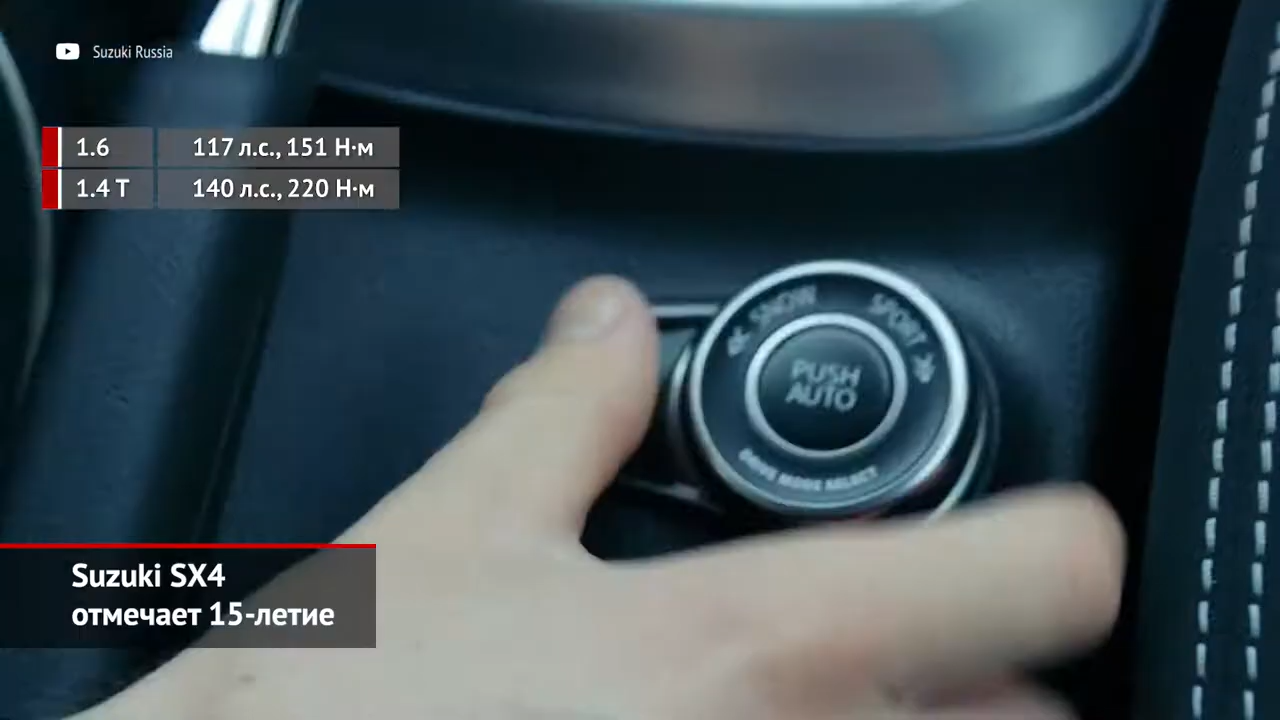 Suzuki Russia
1.6 117 л.с., 151 Н·м
1.4 T 140 л.с., 220 Н·м
<< SNOW
SPORT >>
PUSH
AUTO
DRIVE MODE SELECT
Suzuki SX4
отмечает 15-летие